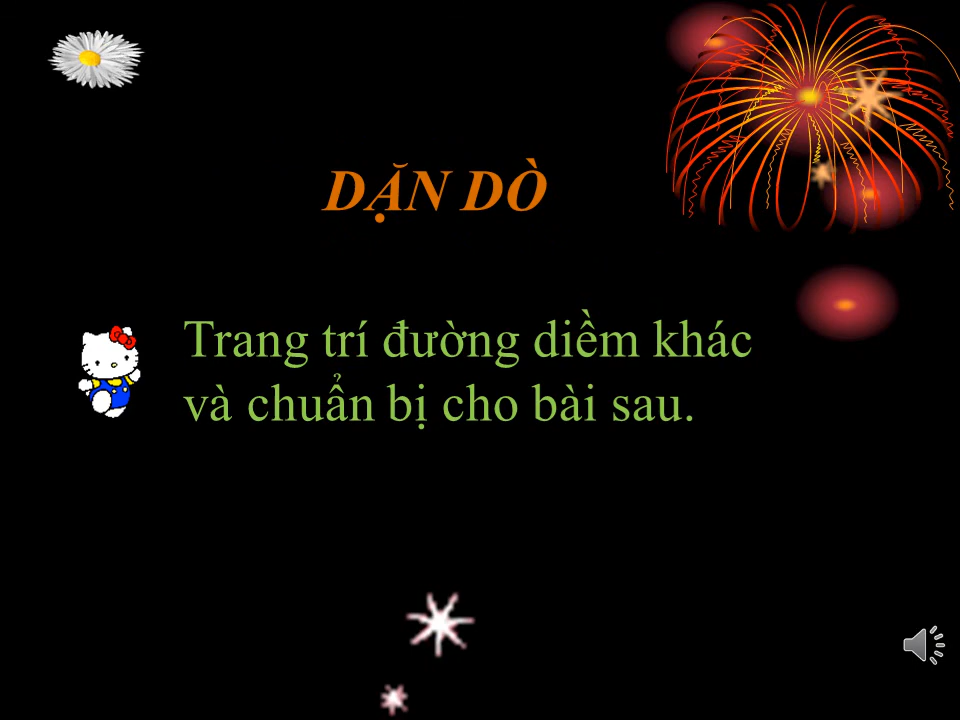 DẶN DÒ
Trang trí đường diềm khác
và chuẩn bị cho bài sau.